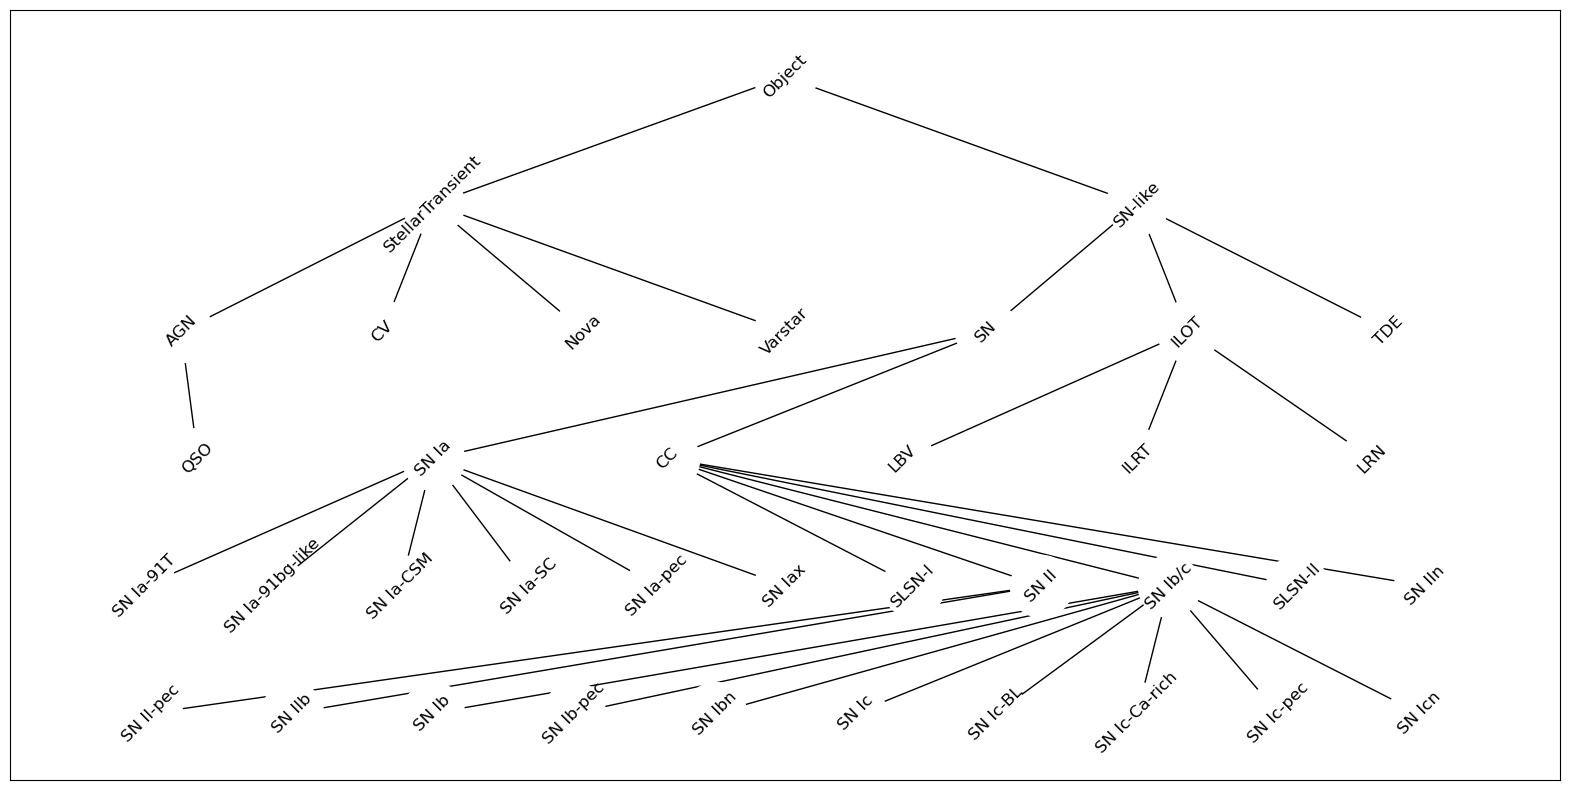 Object
StellarTransient
SN-like
AGN
CV
Nova
Varstar
SN
ILOT
TDE
QSO
SN Ia
CC
LBV
ILRT
LRN
SN Ia-91T
SN Ia-91bg-like
SN Ia-CSM
SN Ia-SC
SN Ia-pec
SN Iax
SLSN-I
SN II
SN Ib/c
SLSN-II
SN IIn
SN II-pec
SN IIb
SN Ib
SN Ib-pec
SN Ibn
SN Ic
SN Ic-BL
SN Ic-Ca-rich
SN Ic-pec
SN Icn